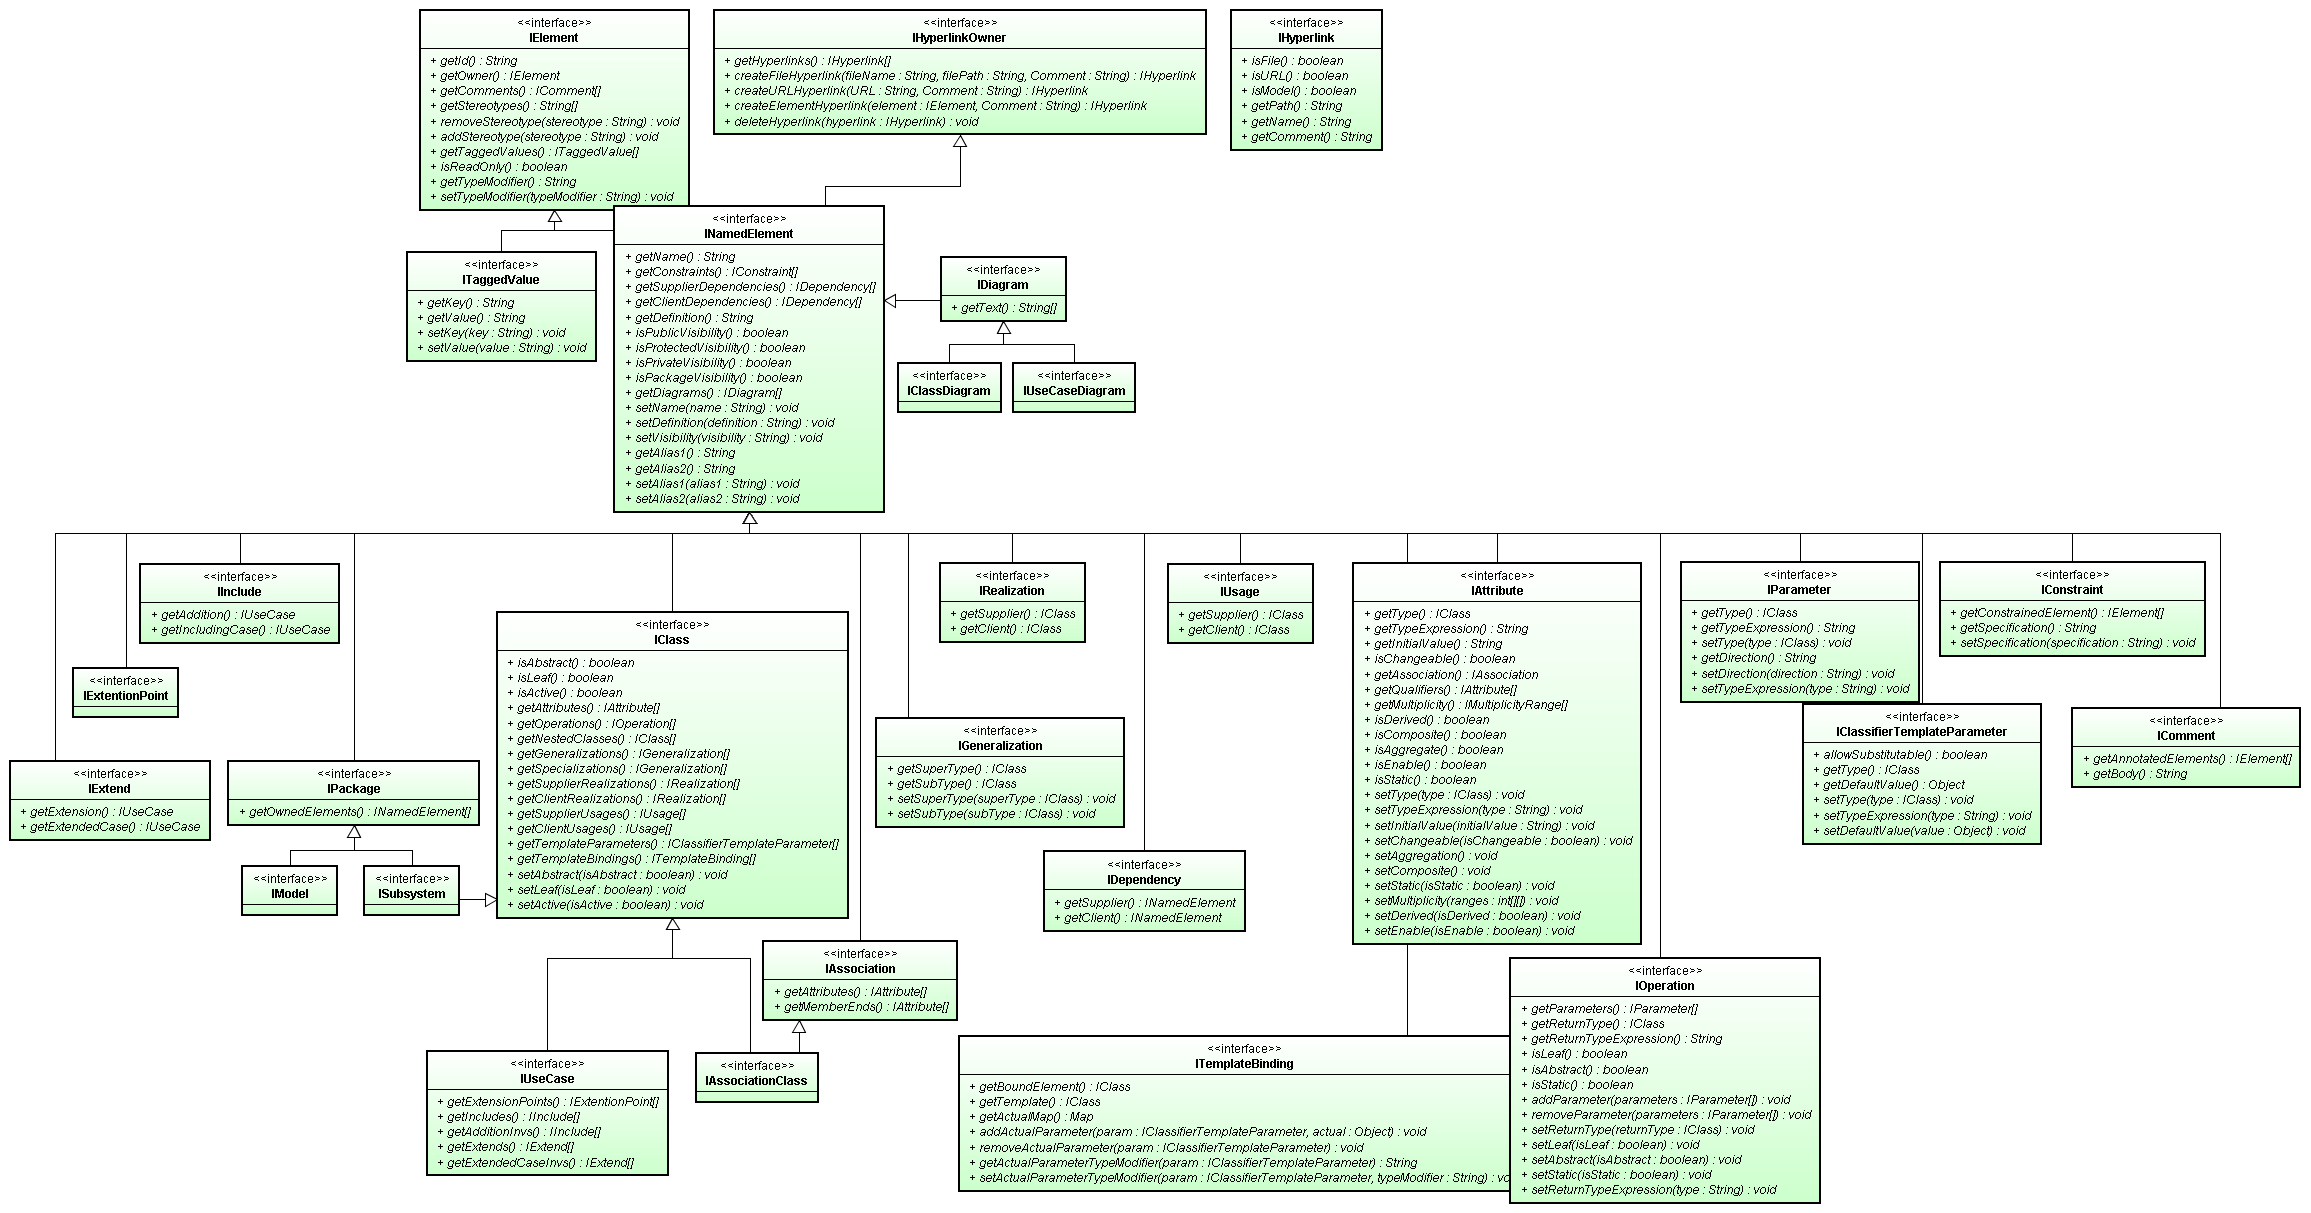 <<interface>>
IElement
+ getId() : String
+ getOwner() : IElement
+ getComments() : IComment[]
+ getStereotypes() : String[]
+ removeStereotype(stereotype : String) : void
+ addStereotype(stereotype : String) : void
+ getTaggedValues() : ITaggedValue[]
+ isReadOnly() : boolean
+ getTypeModifier() : String
+ setTypeModifier(typeModifier : String) : void
<<interface>>
IHyperlinkOwner
+ getHyperlinks() : IHyperlink[]
+ createFileHyperlink(fileName : String, filePath : String, Comment : String) : IHyperlink
+ createURLHyperlink(URL : String, Comment : String) : IHyperlink
+ createElementHyperlink(element : IElement, Comment : String) : IHyperlink
+ deleteHyperlink(hyperlink : IHyperlink) : void
<<interface>>
IHyperlink
+ isFile() : boolean
+ isURL() : boolean
+ isModel() : boolean
+ getPath() : String
+ getName() : String
+ getComment() : String
<<interface>>
ITaggedValue
+ getKey() : String
+ getValue() : String
+ setKey(key : String) : void
+ setValue(value : String) : void
<<interface>>
INamedElement
+ getName() : String
+ getConstraints() : IConstraint[]
+ getSupplierDependencies() : IDependency[]
+ getClientDependencies() : IDependency[]
+ getDefinition() : String
+ isPublicVisibility() : boolean
+ isProtectedVisibility() : boolean
+ isPrivateVisibility() : boolean
+ isPackageVisibility() : boolean
+ getDiagrams() : IDiagram[]
+ setName(name : String) : void
+ setDefinition(definition : String) : void
+ setVisibility(visibility : String) : void
+ getAlias1() : String
+ getAlias2() : String
+ setAlias1(alias1 : String) : void
+ setAlias2(alias2 : String) : void
<<interface>>
IDiagram
+ getText() : String[]
<<interface>>
IClassDiagram
<<interface>>
IUseCaseDiagram
<<interface>>
IInclude
+ getAddition() : IUseCase
+ getIncludingCase() : IUseCase
<<interface>>
IExtentionPoint
<<interface>>
IExtend
+ getExtension() : IUseCase
+ getExtendedCase() : IUseCase
<<interface>>
IPackage
+ getOwnedElements() : INamedElement[]
<<interface>>
IModel
<<interface>>
ISubsystem
<<interface>>
IClass
+ isAbstract() : boolean
+ isLeaf() : boolean
+ isActive() : boolean
+ getAttributes() : IAttribute[]
+ getOperations() : IOperation[]
+ getNestedClasses() : IClass[]
+ getGeneralizations() : IGeneralization[]
+ getSpecializations() : IGeneralization[]
+ getSupplierRealizations() : IRealization[]
+ getClientRealizations() : IRealization[]
+ getSupplierUsages() : IUsage[]
+ getClientUsages() : IUsage[]
+ getTemplateParameters() : IClassifierTemplateParameter[]
+ getTemplateBindings() : ITemplateBinding[]
+ setAbstract(isAbstract : boolean) : void
+ setLeaf(isLeaf : boolean) : void
+ setActive(isActive : boolean) : void
<<interface>>
IRealization
+ getSupplier() : IClass
+ getClient() : IClass
<<interface>>
IUsage
+ getSupplier() : IClass
+ getClient() : IClass
<<interface>>
IGeneralization
+ getSuperType() : IClass
+ getSubType() : IClass
+ setSuperType(superType : IClass) : void
+ setSubType(subType : IClass) : void
<<interface>>
IDependency
+ getSupplier() : INamedElement
+ getClient() : INamedElement
<<interface>>
IAttribute
+ getType() : IClass
+ getTypeExpression() : String
+ getInitialValue() : String
+ isChangeable() : boolean
+ getAssociation() : IAssociation
+ getQualifiers() : IAttribute[]
+ getMultiplicity() : IMultiplicityRange[]
+ isDerived() : boolean
+ isComposite() : boolean
+ isAggregate() : boolean
+ isEnable() : boolean
+ isStatic() : boolean
+ setType(type : IClass) : void
+ setTypeExpression(type : String) : void
+ setInitialValue(initialValue : String) : void
+ setChangeable(isChangeable : boolean) : void
+ setAggregation() : void
+ setComposite() : void
+ setStatic(isStatic : boolean) : void
+ setMultiplicity(ranges : int[][]) : void
+ setDerived(isDerived : boolean) : void
+ setEnable(isEnable : boolean) : void
<<interface>>
IParameter
+ getType() : IClass
+ getTypeExpression() : String
+ setType(type : IClass) : void
+ getDirection() : String
+ setDirection(direction : String) : void
+ setTypeExpression(type : String) : void
<<interface>>
IConstraint
+ getConstrainedElement() : IElement[]
+ getSpecification() : String
+ setSpecification(specification : String) : void
<<interface>>
IClassifierTemplateParameter
+ allowSubstitutable() : boolean
+ getType() : IClass
+ getDefaultValue() : Object
+ setType(type : IClass) : void
+ setTypeExpression(type : String) : void
+ setDefaultValue(value : Object) : void
<<interface>>
IComment
+ getAnnotatedElements() : IElement[]
+ getBody() : String
<<interface>>
IAssociation
+ getAttributes() : IAttribute[]
+ getMemberEnds() : IAttribute[]
<<interface>>
IUseCase
+ getExtensionPoints() : IExtentionPoint[]
+ getIncludes() : IInclude[]
+ getAdditionInvs() : IInclude[]
+ getExtends() : IExtend[]
+ getExtendedCaseInvs() : IExtend[]
<<interface>>
IAssociationClass
<<interface>>
ITemplateBinding
+ getBoundElement() : IClass
+ getTemplate() : IClass
+ getActualMap() : Map
+ addActualParameter(param : IClassifierTemplateParameter, actual : Object) : void
+ removeActualParameter(param : IClassifierTemplateParameter) : void
+ getActualParameterTypeModifier(param : IClassifierTemplateParameter) : String
+ setActualParameterTypeModifier(param : IClassifierTemplateParameter, typeModifier : String) :
<<interface>>
IOperation
+ getParameters() : IParameter[]
+ getReturnType() : IClass
+ getReturnTypeExpression() : String
+ isLeaf() : boolean
+ isAbstract() : boolean
+ isStatic() : boolean
+ addParameter(parameters : IParameter[]) : void
+ removeParameter(parameters : IParameter[]) : void
+ setReturnType(returnType : IClass) : void
+ setLeaf(isLeaf : boolean) : void
+ setAbstract(isAbstract : boolean) : void
+ setStatic(isStatic : boolean) : void
+ setReturnTypeExpression(type : String) : void